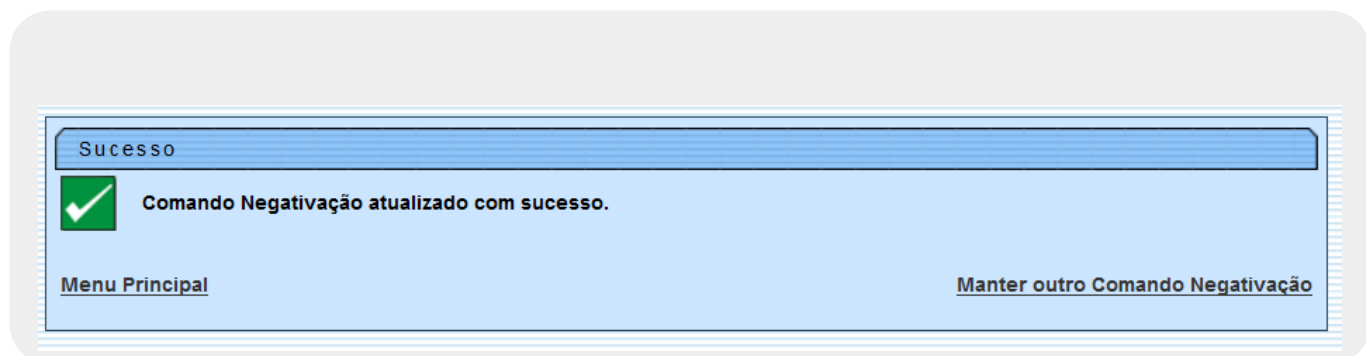 Sucesso
Comando Negativação atualizado com sucesso.
Menu Principal
Manter outro Comando Negativação